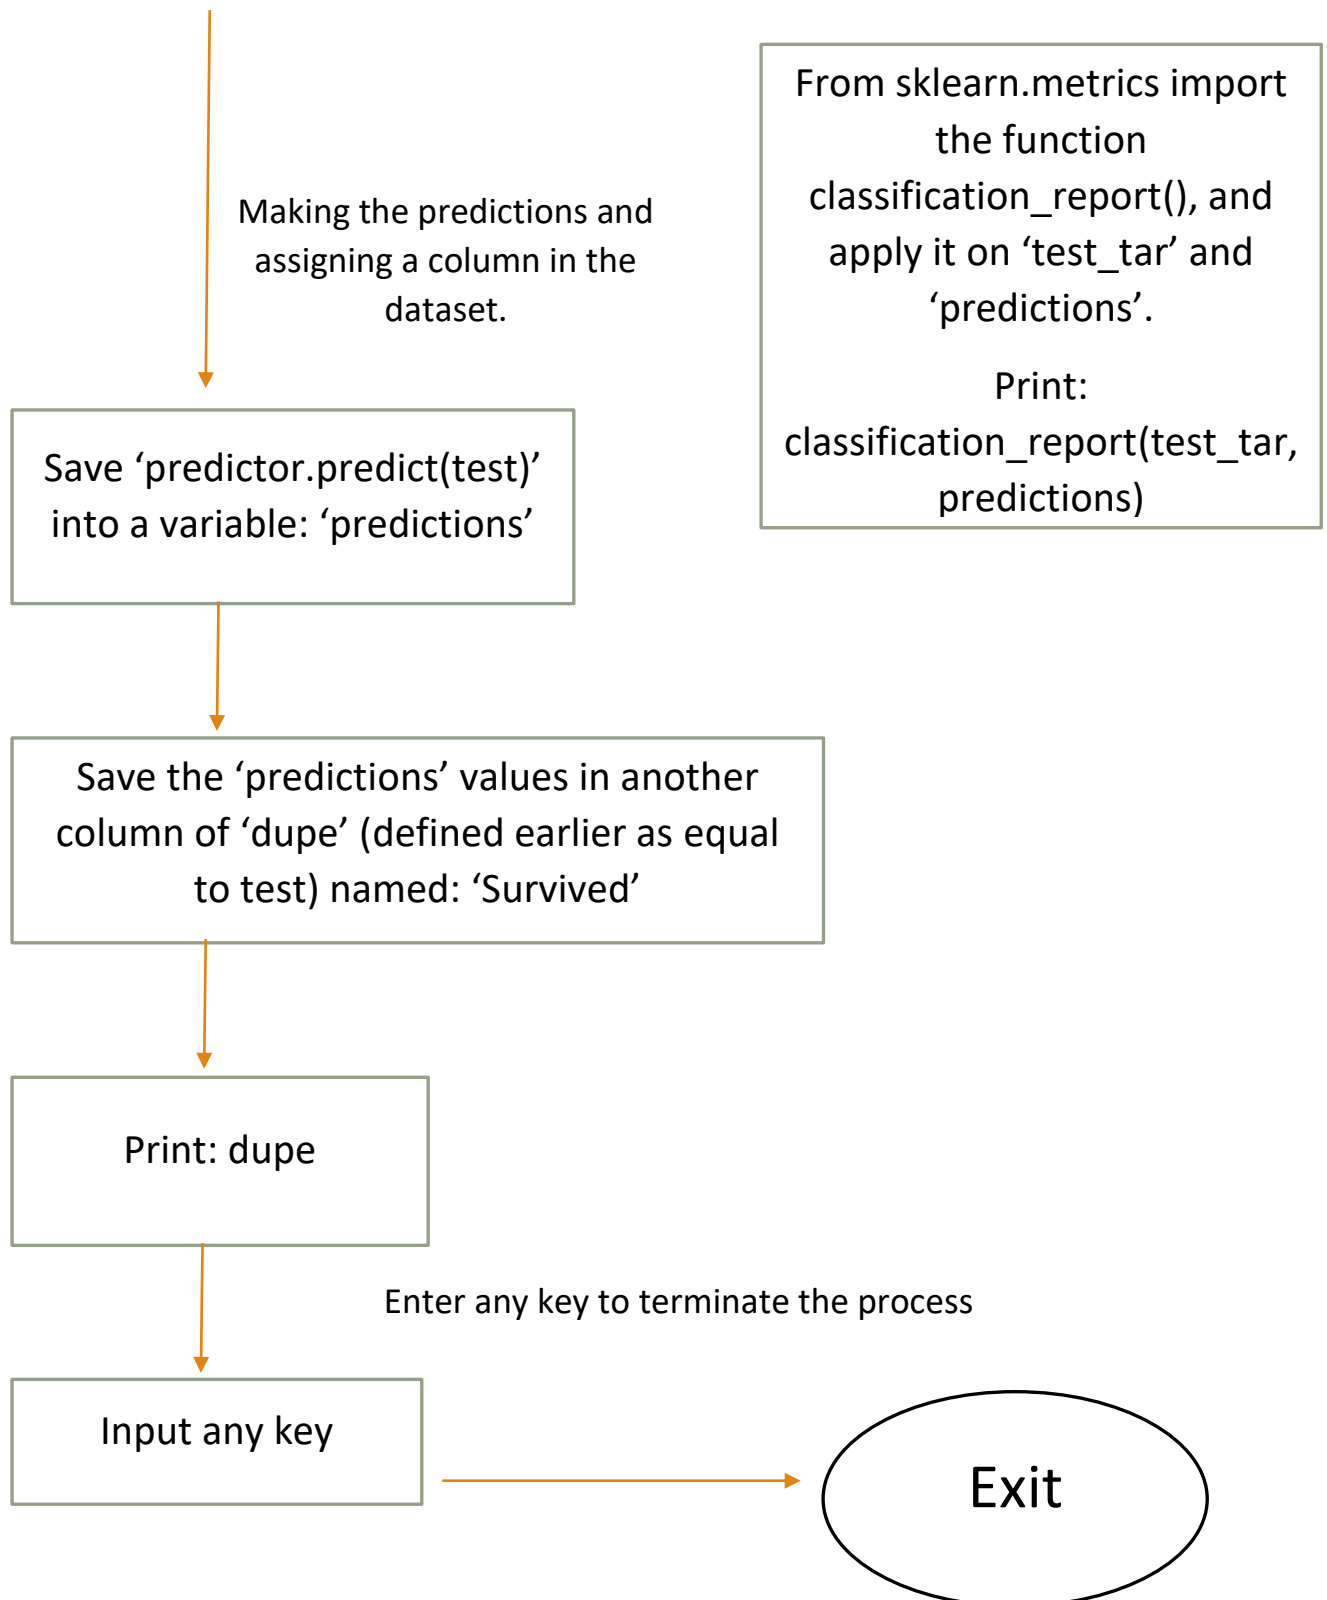 From sklearn.metrics import
the function
classification_report(), and
apply it on ‘test_tar’ and
‘predictions’.
Print:
classification_report(test_tar,
predictions)
Making the predictions and
assigning a column in the
dataset.
Save ‘predictor.predict(test)’
into a variable: ‘predictions’
Save the ‘predictions’ values in another
column of ‘dupe’ (defined earlier as equal
to test) named: ‘Survived’
Print: dupe
Enter any key to terminate the process
Input any key
Exit